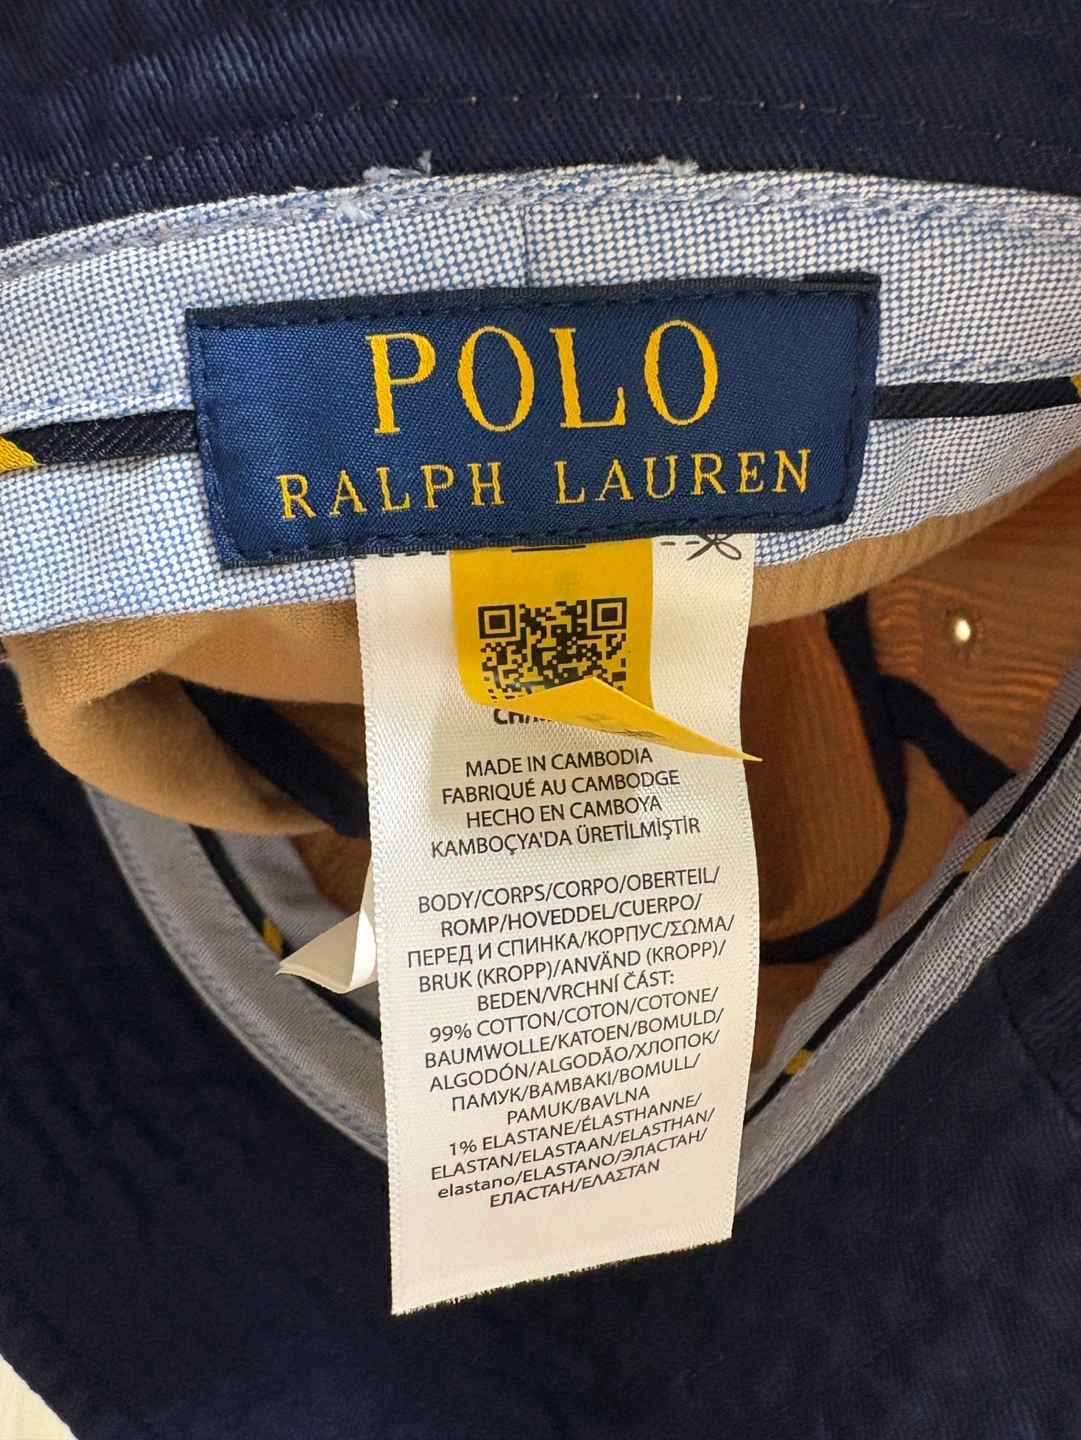 POLO
RALPH LAUREN
MADE IN CAMBODIA
FABRIQUÉ AU CAMBODGE
HECHO EN CAMBOYA
KAMBOÇYA'DA ÜRETİLMİŞTİR
BODY/CORPS/CORPO/OBERTEIL/
ROMP/HOVEDDEL/CUERPO/
ПЕРЕД И СПИНКА/КОРПУС/ΣΩΜΑ/
BRUK (KROPP)/ANVÄND (KROPP)/
BEDEN/VRCHNÍ ČÁST:
99% COTTON/COTON/COTONE/
BAUMWOLLE/KATOEN/BOMULD/
ALGODÓN/ALGODÃO/ХЛОПОК/
ПАМУК/ΒΑΜΒΑΚΙ/BOMULL/
PAMUK/BAVLNA
1% ELASTANE/ÉLASTHANNE/
ELASTAN/ELASTAAN/ELASTHAN/
elastano/ELASTANO/ЭЛАСТАН/
ЕЛАСТАН/ΕΛΑΣΤΑΝ